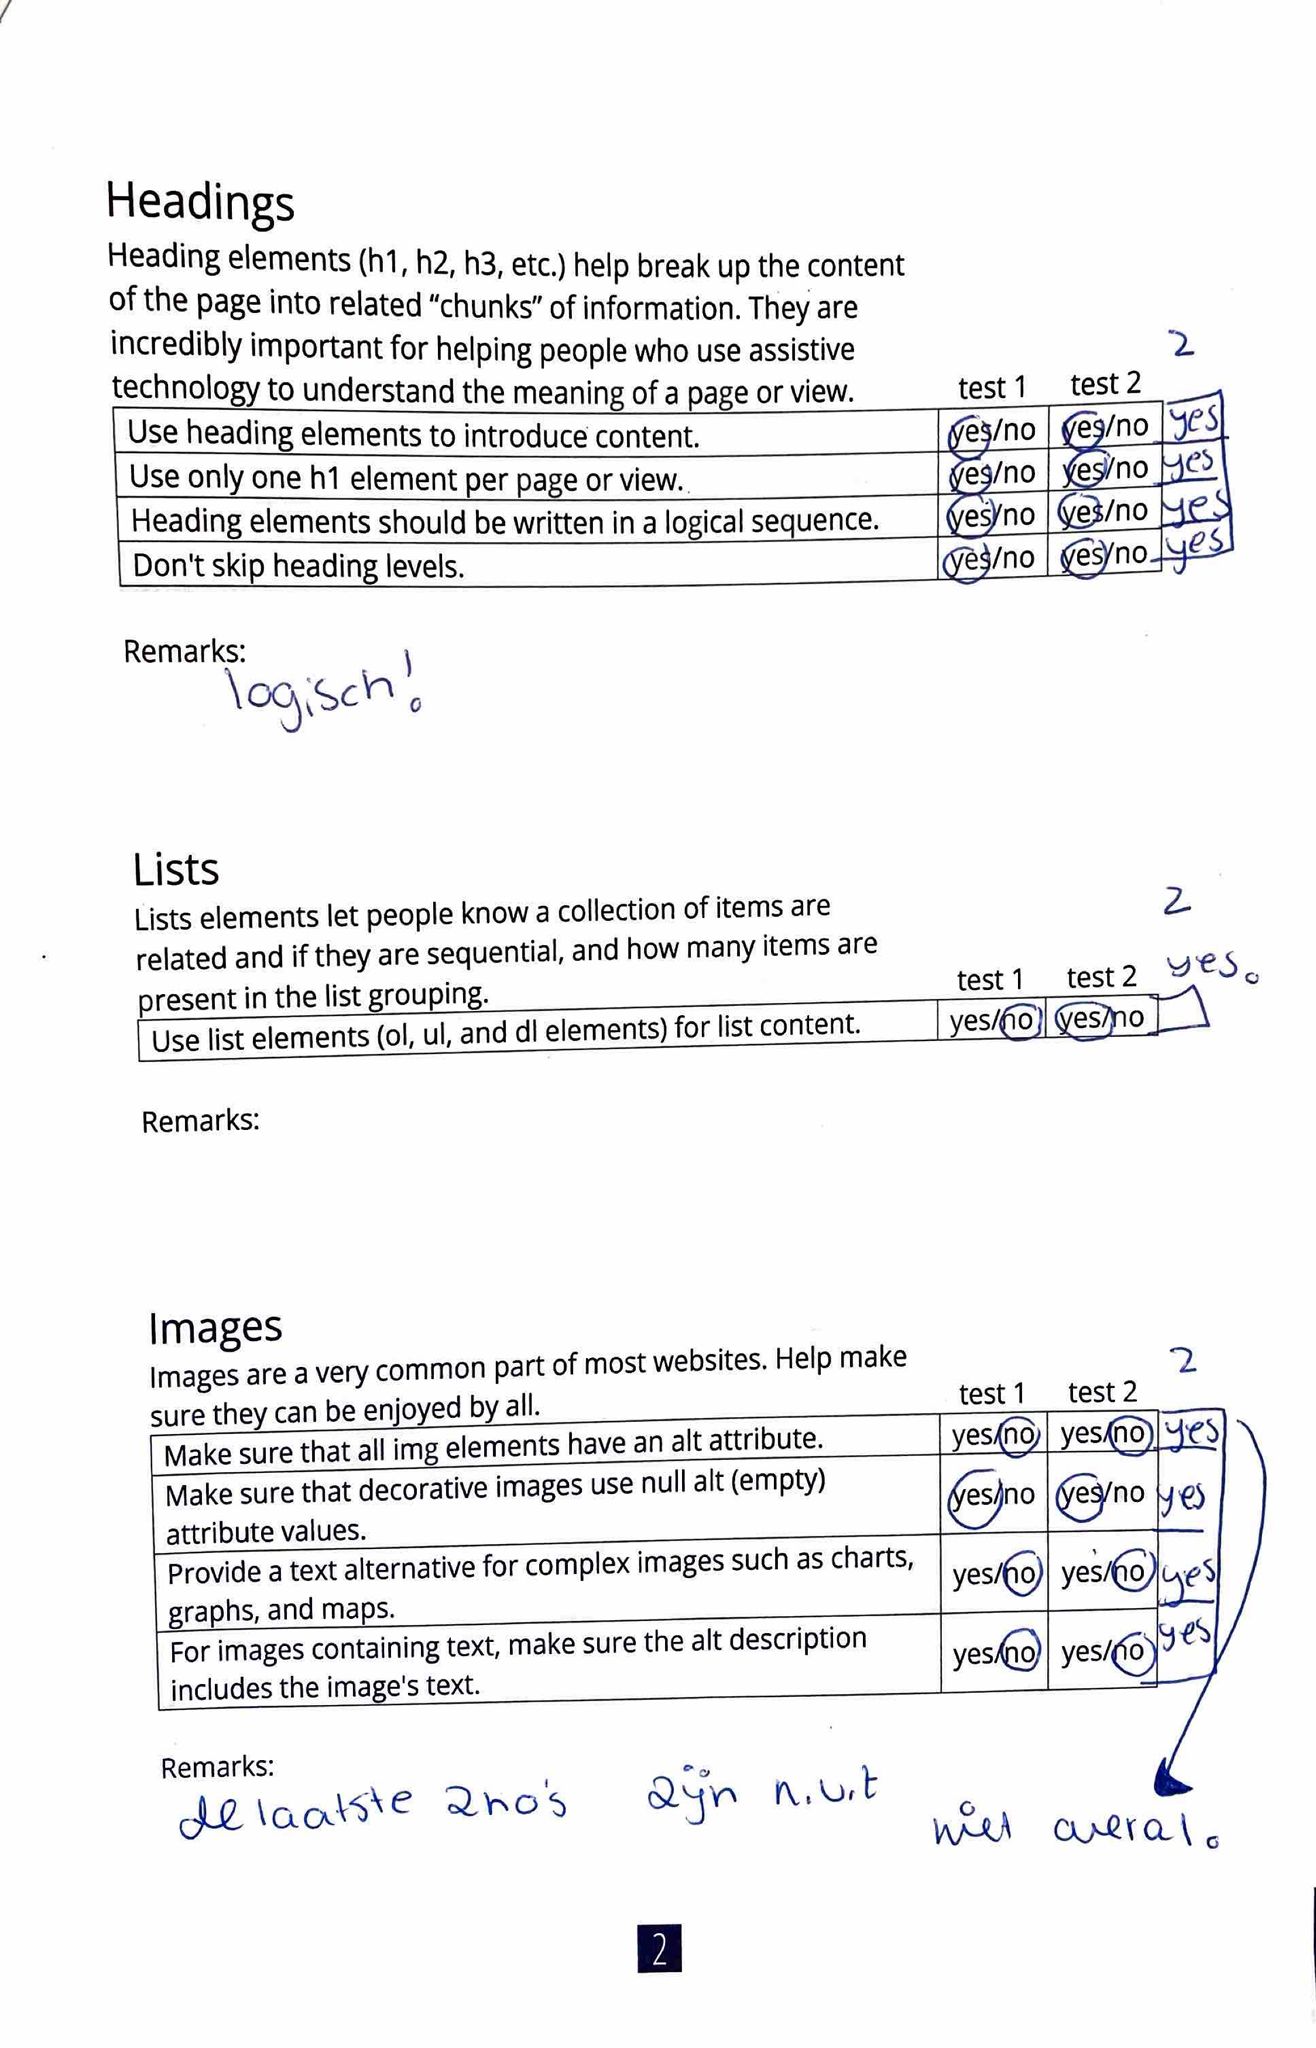 Headings
Heading elements (h1, h2, h3, etc.) help break up the content
of the page into related “chunks” of information. They are
incredibly important for helping people who use assistive
technology to understand the meaning of a page or view.
test 1 test 2 2
Use heading elements to introduce content. yes/no yes/no yes
Use only one h1 element per page or view. yes/no yes/no yes
Heading elements should be written in a logical sequence. yes/no yes/no yes
Don't skip heading levels. yes/no yes/no yes
Remarks:
logisch!
Lists
Lists elements let people know a collection of items are
related and if they are sequential, and how many items are
present in the list grouping.
test 1 test 2 2
yes.
Use list elements (ol, ul, and dl elements) for list content. yes/no yes/no
Remarks:
Images
Images are a very common part of most websites. Help make
sure they can be enjoyed by all.
test 1 test 2 2
Make sure that all img elements have an alt attribute. yes/no yes/no yes
Make sure that decorative images use null alt (empty)
attribute values. yes/no yes/no yes
Provide a text alternative for complex images such as charts,
graphs, and maps. yes/no yes/no yes
For images containing text, make sure the alt description
includes the image's text. yes/no yes/no yes
Remarks:
de laatste 2 no's zijn n.v.t
niet overal.
2